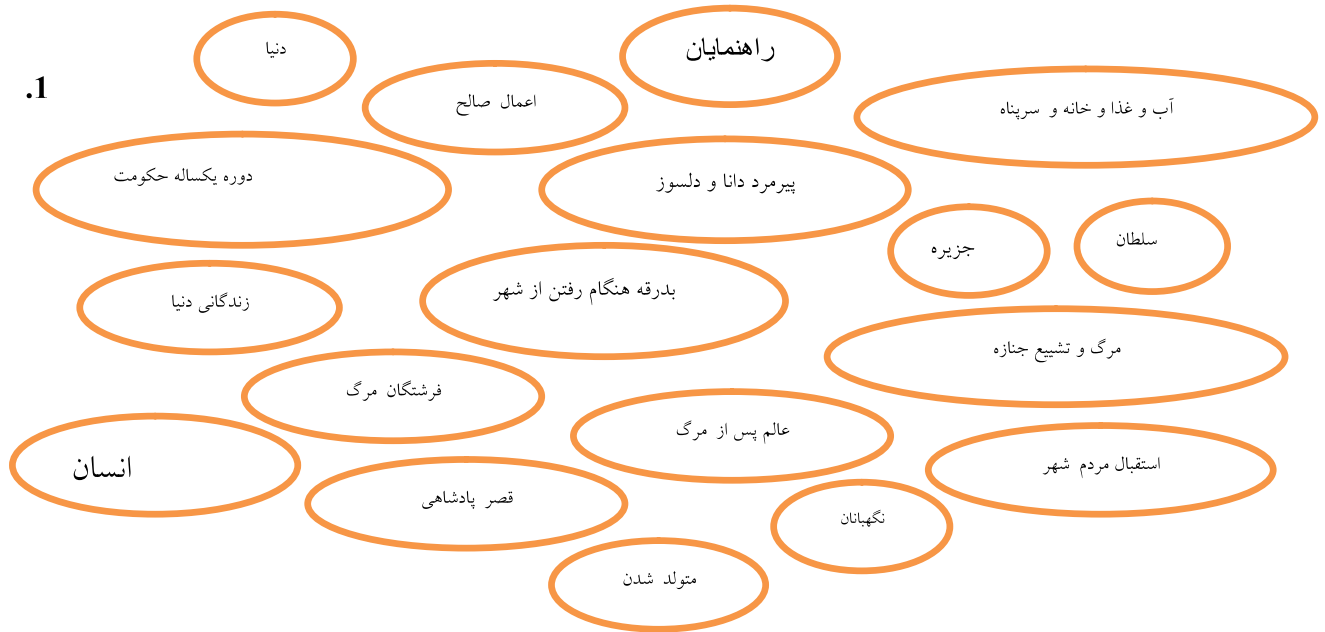 راهنمایان
دنیا
1.
اعمال صالح
آب و غذا و خانه و سرپناه
دوره یکساله حکومت
پیرمرد دانا و دلسوز
سلطان
جزیره
بدرقه هنگام رفتن از شهر
زندگانی دنیا
مرگ و تشییع جنازه
فرشتگان مرگ
عالم پس از مرگ
استقبال مردم شهر
انسان
قصر پادشاهی
نگهبانان
متولد شدن